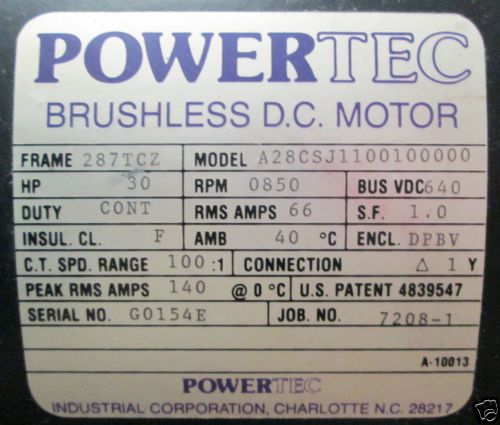 POWERTEC
BRUSHLESS D.C. MOTOR
FRAME 287TCZ MODEL A28CSJ1100100000
HP 30 RPM 0850 BUS VDC 640
DUTY CONT RMS AMPS 66 S.F. 1.0
INSUL. CL. F AMB 40 °C ENCL. DPBV
C.T. SPD. RANGE 100 :1 CONNECTION Δ 1 Y
PEAK RMS AMPS 140 @ 0 °C U.S. PATENT 4839547
SERIAL NO. G0154E JOB. NO. 7208-1
A-10013
POWERTEC
INDUSTRIAL CORPORATION, CHARLOTTE N.C. 28217